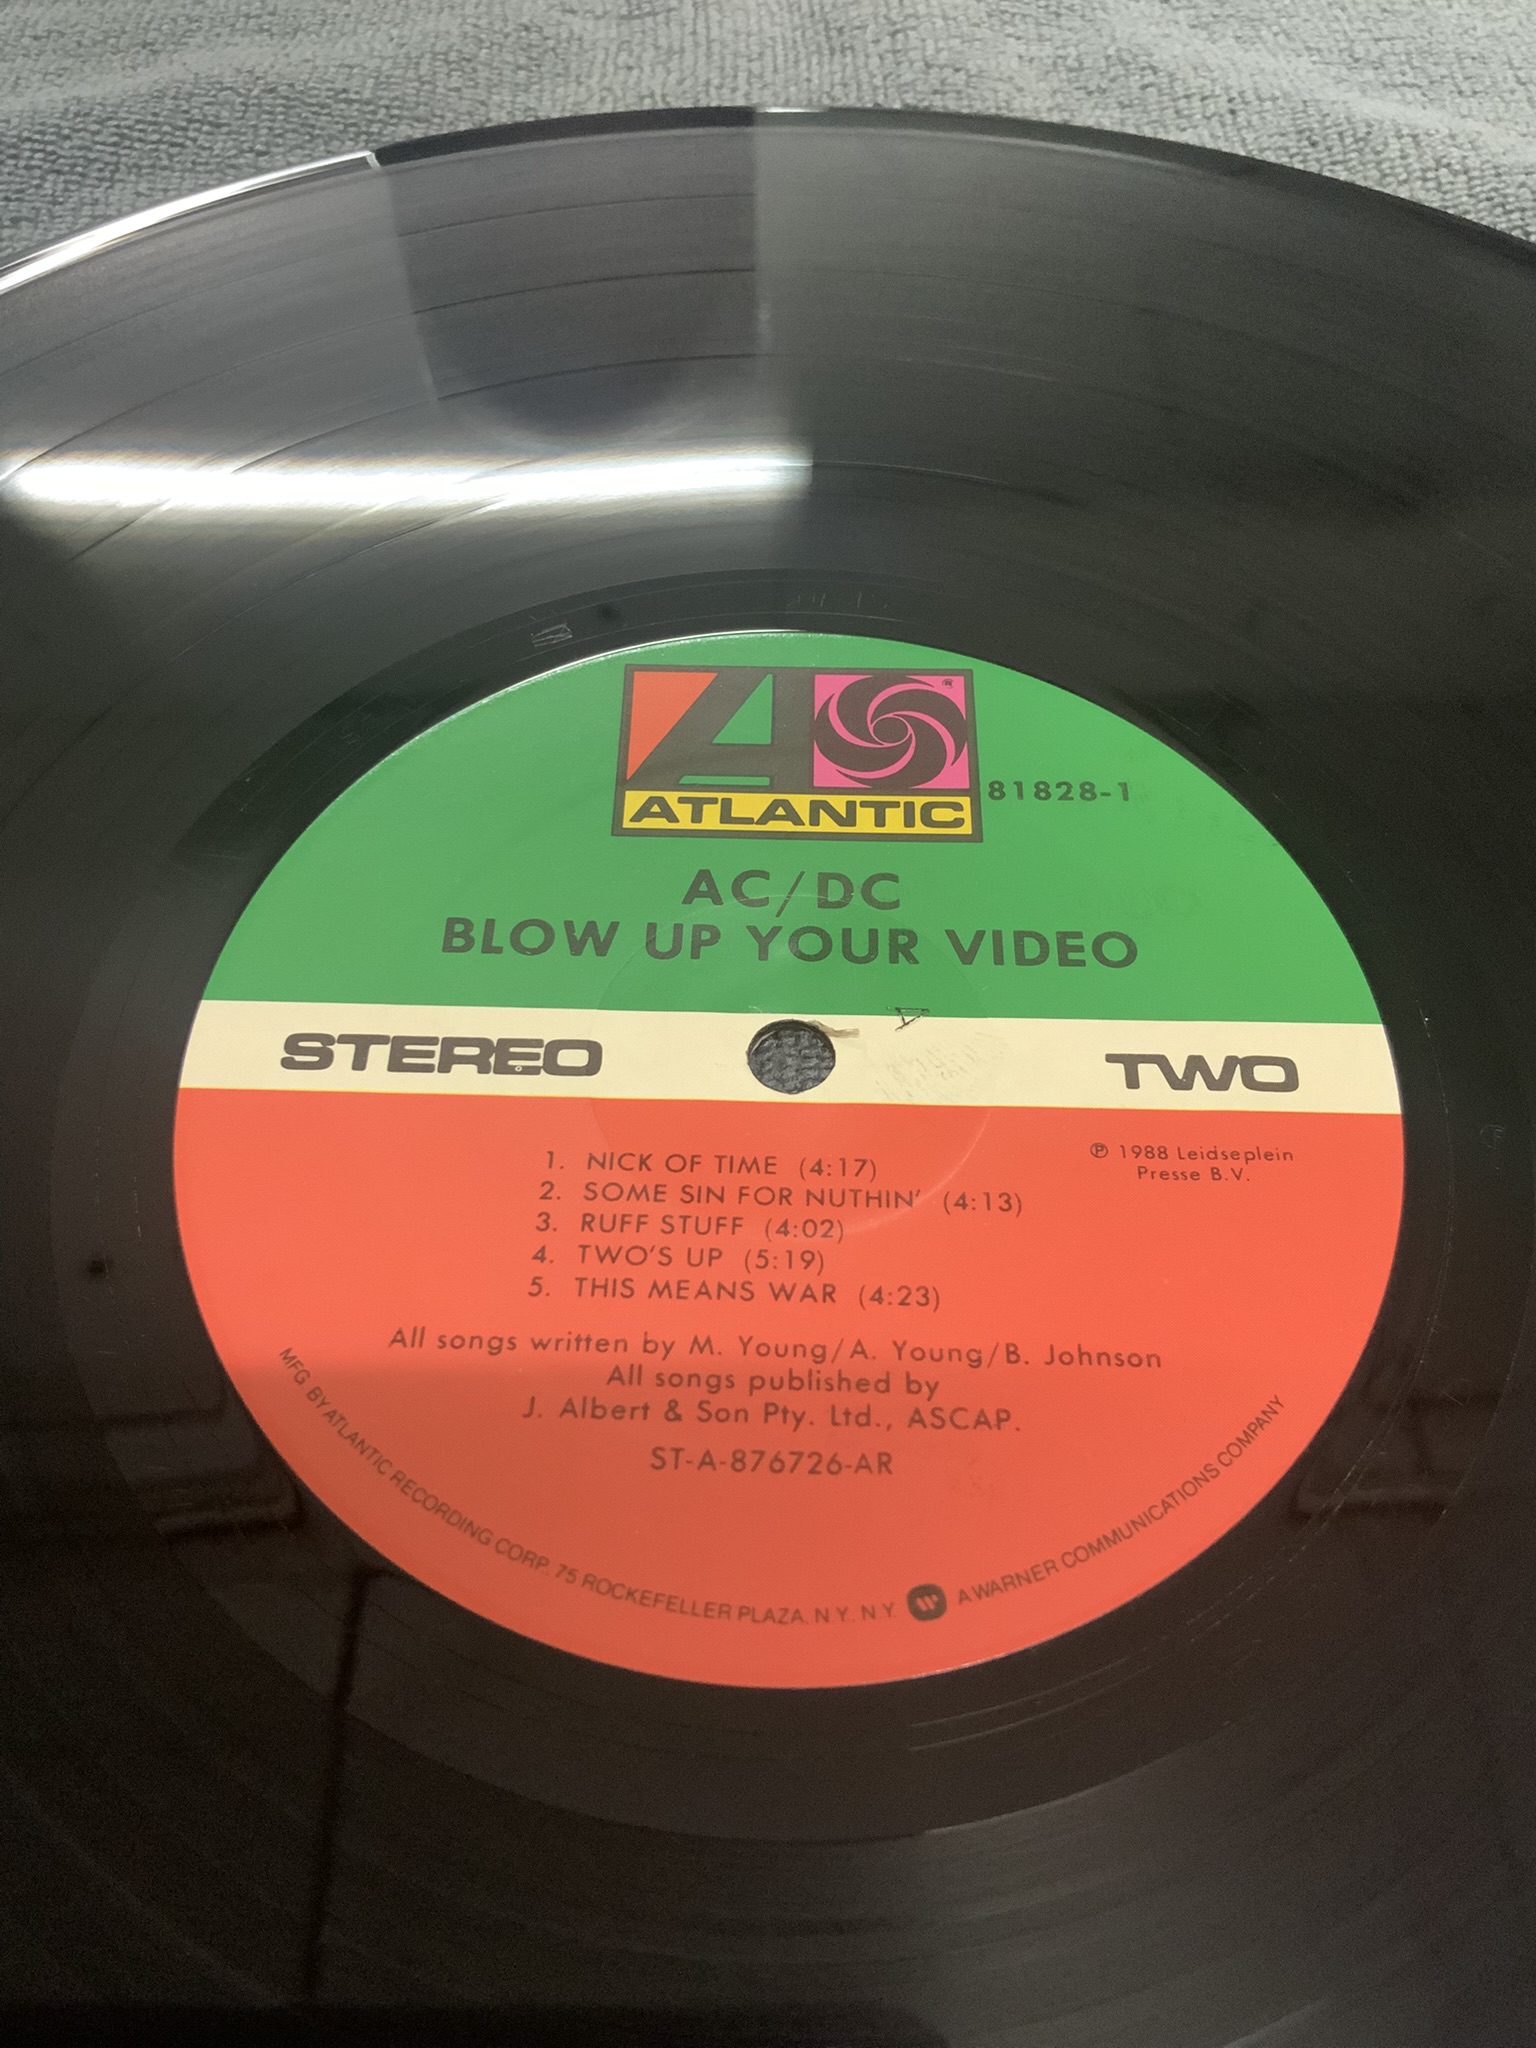 ATLANTIC
81828-1
AC/DC
BLOW UP YOUR VIDEO
STEREO
TWO
1. NICK OF TIME (4:17)
2. SOME SIN FOR NUTHIN' (4:13)
3. RUFF STUFF (4:02)
4. TWO'S UP (5:19)
5. THIS MEANS WAR (4:23)
℗ 1988 Leidseplein
Presse B.V.
All songs written by M. Young/A. Young/B. Johnson
All songs published by
J. Albert & Son Pty. Ltd., ASCAP.
ST-A-876726-AR
MFG BY ATLANTIC RECORDING CORP. 75 ROCKEFELLER PLAZA, N.Y. N.Y. W A WARNER COMMUNICATIONS COMPANY